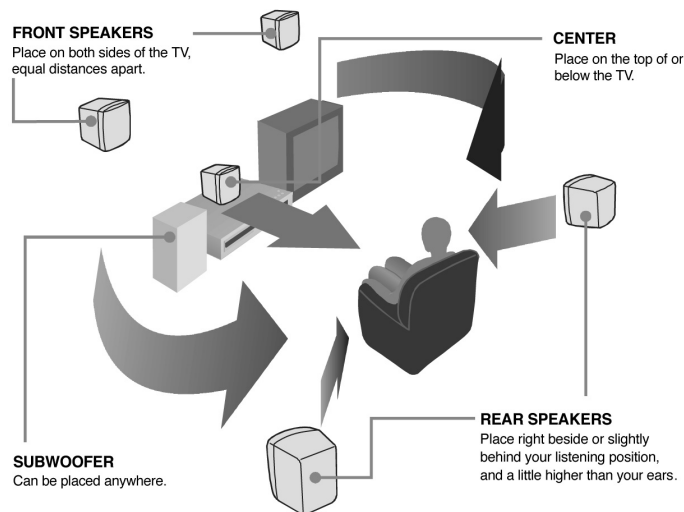 FRONT SPEAKERS
Place on both sides of the TV,
equal distances apart.
CENTER
Place on the top of or
below the TV.
REAR SPEAKERS
Place right beside or slightly
behind your listening position,
and a little higher than your ears.
SUBWOOFER
Can be placed anywhere.